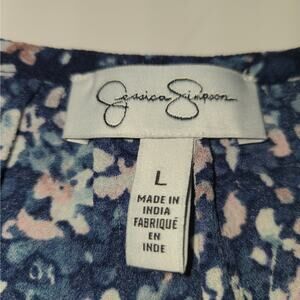 Jessica Simpson
L
MADE IN
INDIA
FABRIQUÉ
EN
INDE